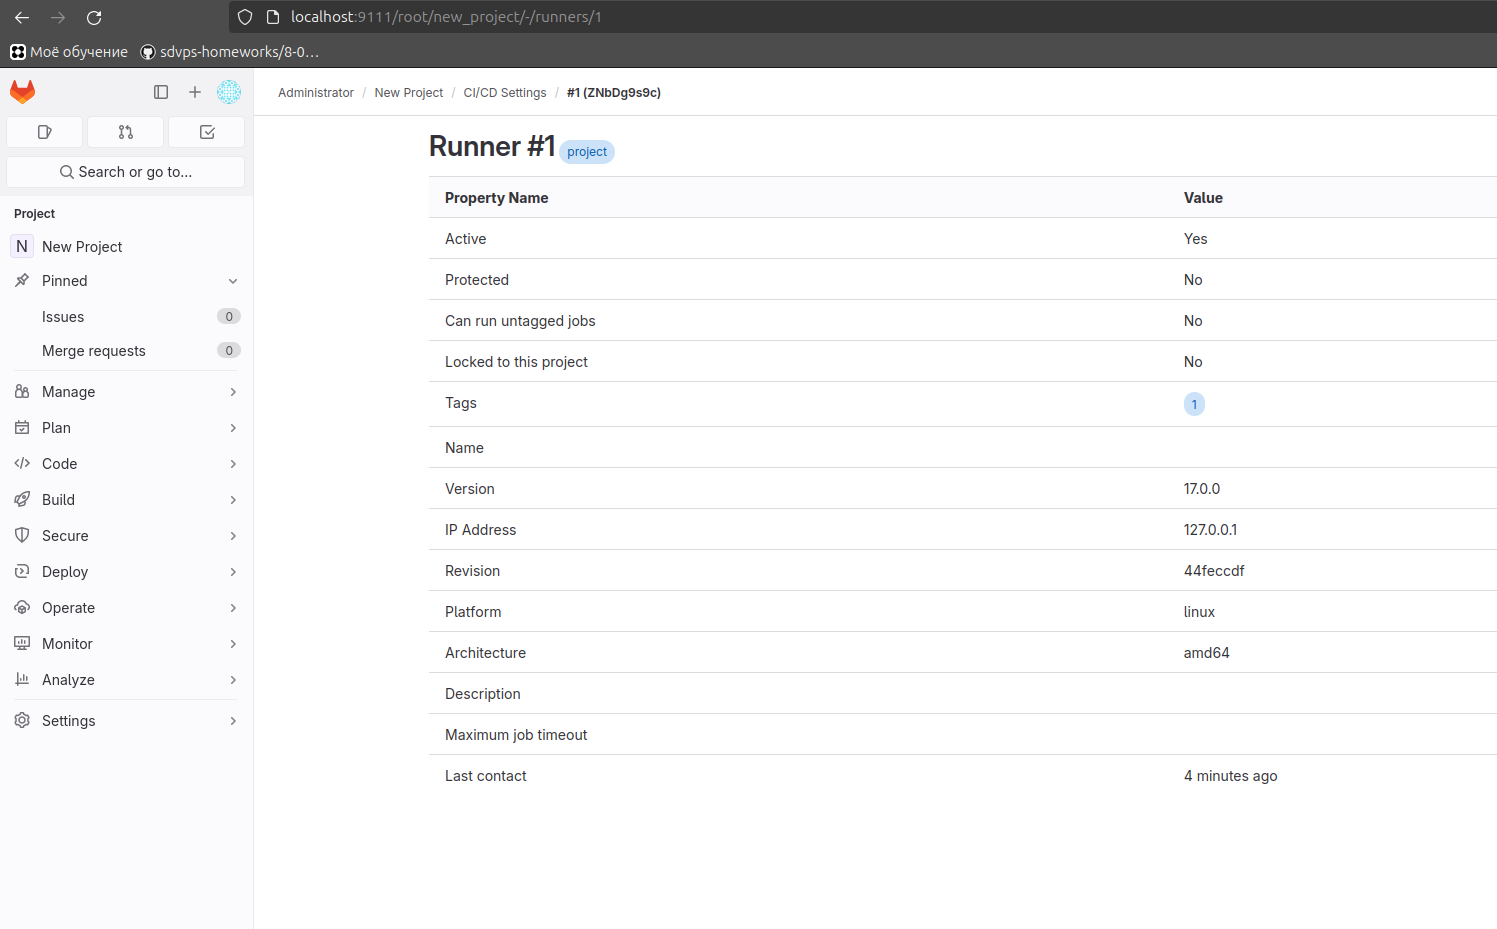 localhost:9111/root/new_project/-/runners/1
Моё обучение sdvps-homeworks/8-0...
Administrator / New Project / CI/CD Settings / #1 (ZNbDg9s9c)
Search or go to...
Project
N New Project
Pinned
Issues 0
Merge requests 0
Manage
Plan
Code
Build
Secure
Deploy
Operate
Monitor
Analyze
Settings
Runner #1 project
Property Name Value
Active Yes
Protected No
Can run untagged jobs No
Locked to this project No
Tags 1
Name
Version 17.0.0
IP Address 127.0.0.1
Revision 44feccdf
Platform linux
Architecture amd64
Description
Maximum job timeout
Last contact 4 minutes ago